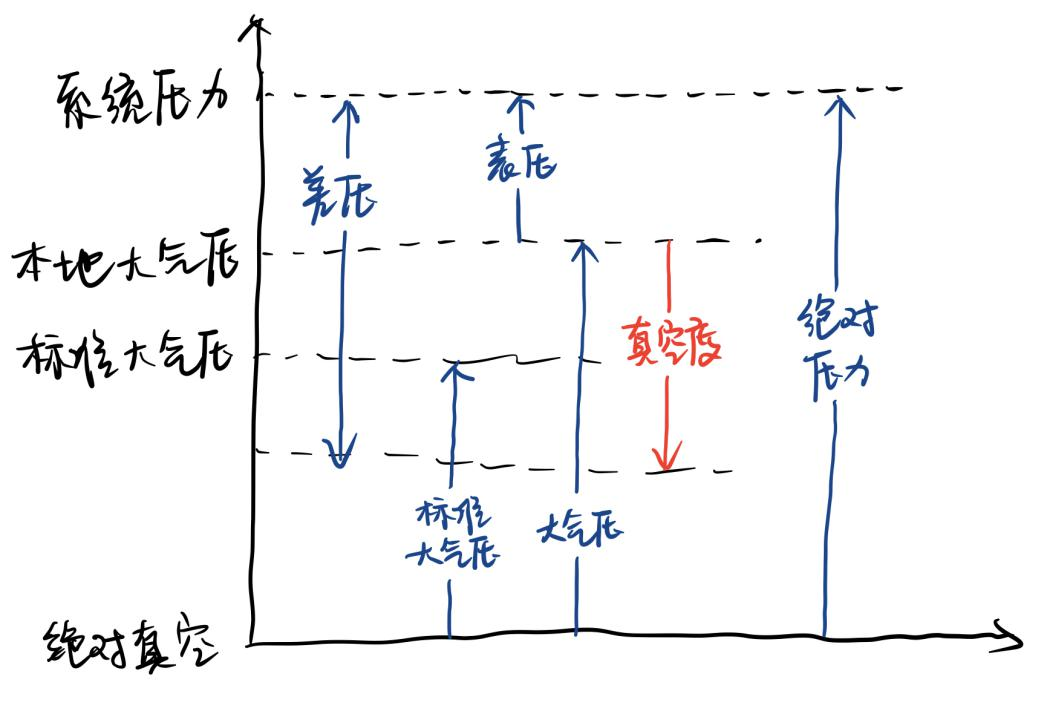 系统压力
差压
表压
本地大气压
标准大气压
真空度
绝对
压力
标准
大气压
大气压
绝对真空